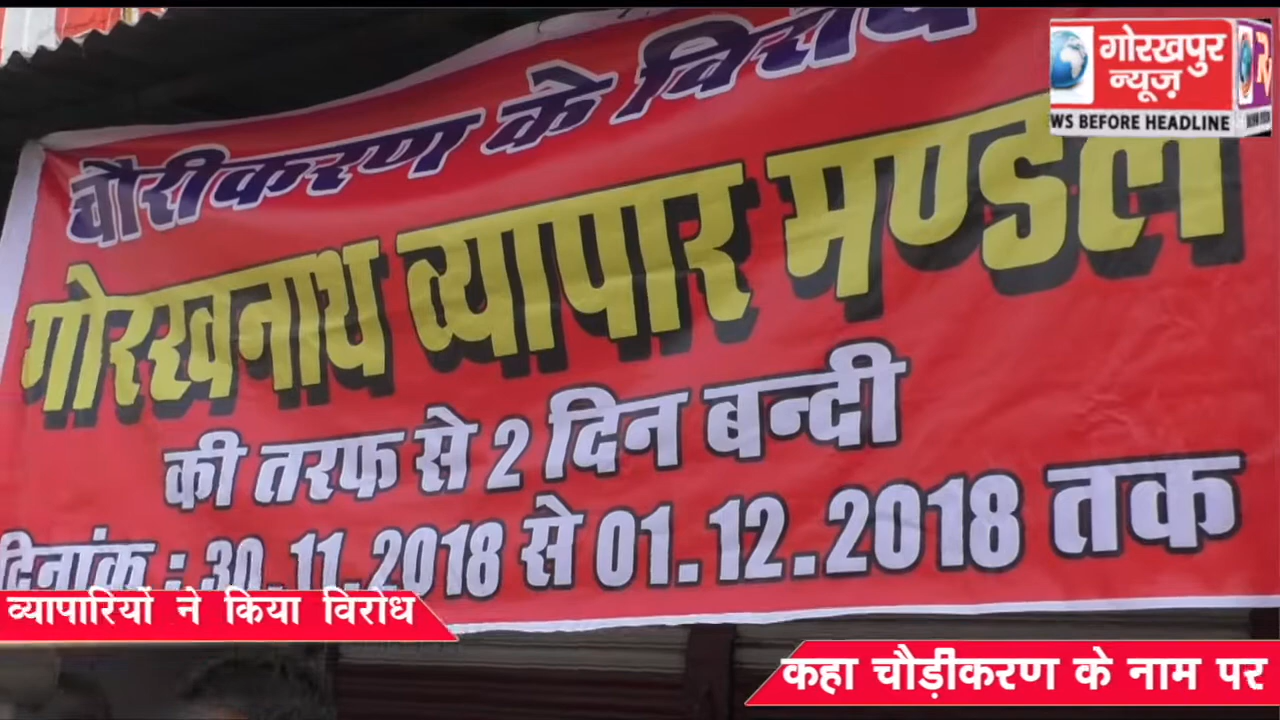 चौरीकरण के विरोध
गोरखनाथ व्यापार मण्डल
की तरफ से 2 दिन बन्दी
दिनांक : 30.11.2018 से 01.12.2018 तक
गोरखपुर
न्यूज़
WS BEFORE HEADLINE
व्यापारियों ने किया विरोध
कहा चौड़ीकरण के नाम पर